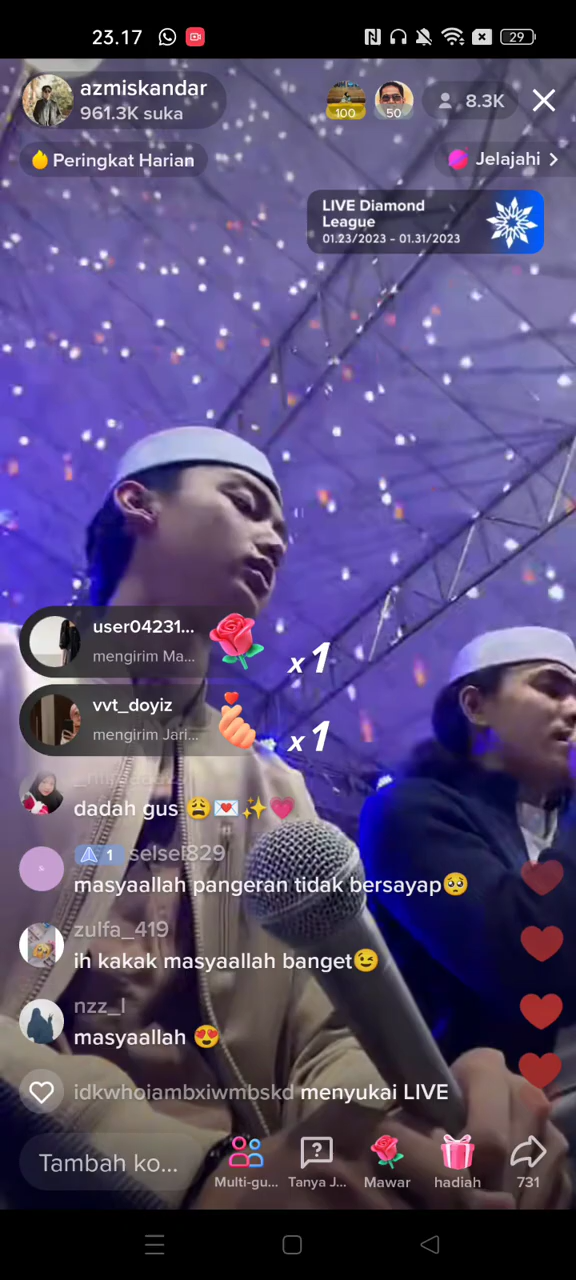 23.17
29
azmiskandar
961.3K suka
100
50
8.3K
Peringkat Harian
Jelajahi >
LIVE Diamond
League
01.23/2023 - 01.31/2023
user04231...
mengirim Ma...
x1
vvt_doyiz
mengirim Jari...
x1
dadah gus 😩💌✨💗
1 selsel829
masyaallah pangeran tidak bersayap🥺
zulfa_419
ih kakak masyaallah banget😉
nzz_l
masyaallah 😍
idkwhoiambxiwmbskd menyukai LIVE
Tambah ko...
Multi-gu...
Tanya J...
Mawar
hadiah
731